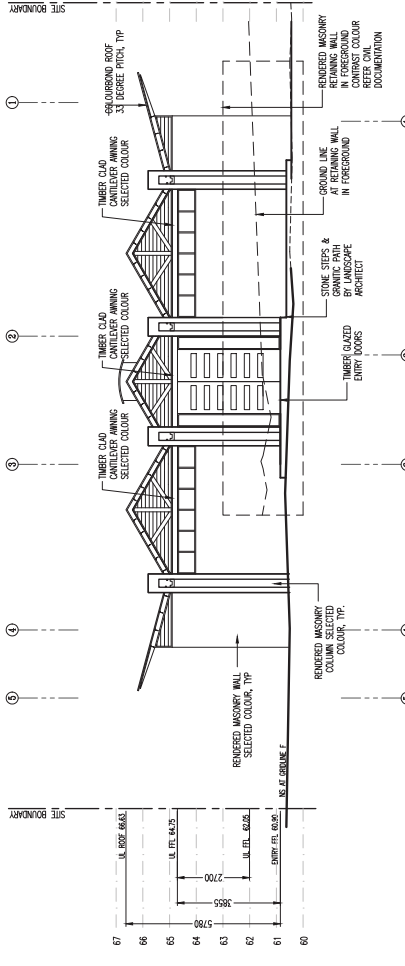 SITE BOUNDARY
SITE BOUNDARY
5
4
3
2
1
67
66
65
64
63
62
61
60
UL ROOF 66.63
UL FFL 64.75
UL FFL 62.05
ENTRY FFL 60.90
5780
3855
2700
NS AT GRIDLINE F
RENDERED MASONRY WALL
SELECTED COLOUR, TYP
RENDERED MASONRY
COLUMN SELECTED
COLOUR, TYP.
TIMBER CLAD
CANTILEVER AWNING
SELECTED COLOUR
TIMBER CLAD
CANTILEVER AWNING
SELECTED COLOUR
TIMBER CLAD
CANTILEVER AWNING
SELECTED COLOUR
COLOURBOND ROOF
33 DEGREE PITCH, TYP
TIMBER GLAZED
ENTRY DOORS
STONE STEPS &
GRANITIC PATH
BY LANDSCAPE
ARCHITECT
GROUND LINE
AT RETAINING WALL
IN FOREGROUND
RENDERED MASONRY
RETAINING WALL
IN FOREGROUND
CONTRAST COLOUR
REFER CIVIL
DOCUMENTATION